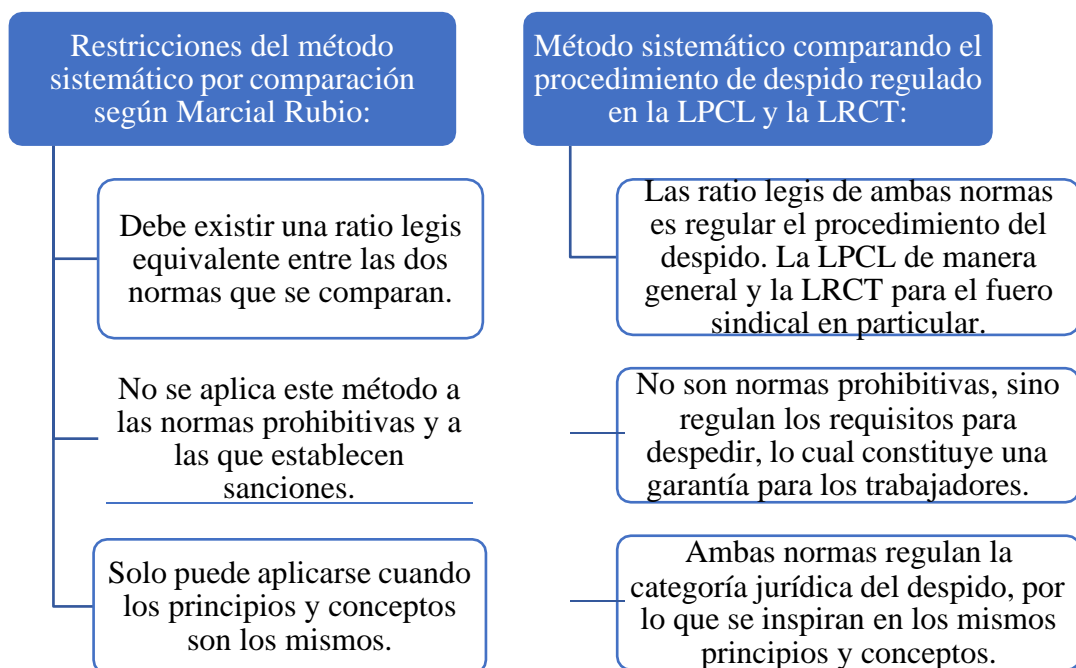 Restricciones del método
sistemático por comparación
según Marcial Rubio:
Debe existir una ratio legis
equivalente entre las dos
normas que se comparan.
No se aplica este método a
las normas prohibitivas y a
las que establecen
sanciones.
Solo puede aplicarse cuando
los principios y conceptos
son los mismos.
Método sistemático comparando el
procedimiento de despido regulado
en la LPCL y la LRCT:
Las ratio legis de ambas normas
es regular el procedimiento del
despido. La LPCL de manera
general y la LRCT para el fuero
sindical en particular.
No son normas prohibitivas, sino
regulan los requisitos para
despedir, lo cual constituye una
garantía para los trabajadores.
Ambas normas regulan la
categoría jurídica del despido, por
lo que se inspiran en los mismos
principios y conceptos.